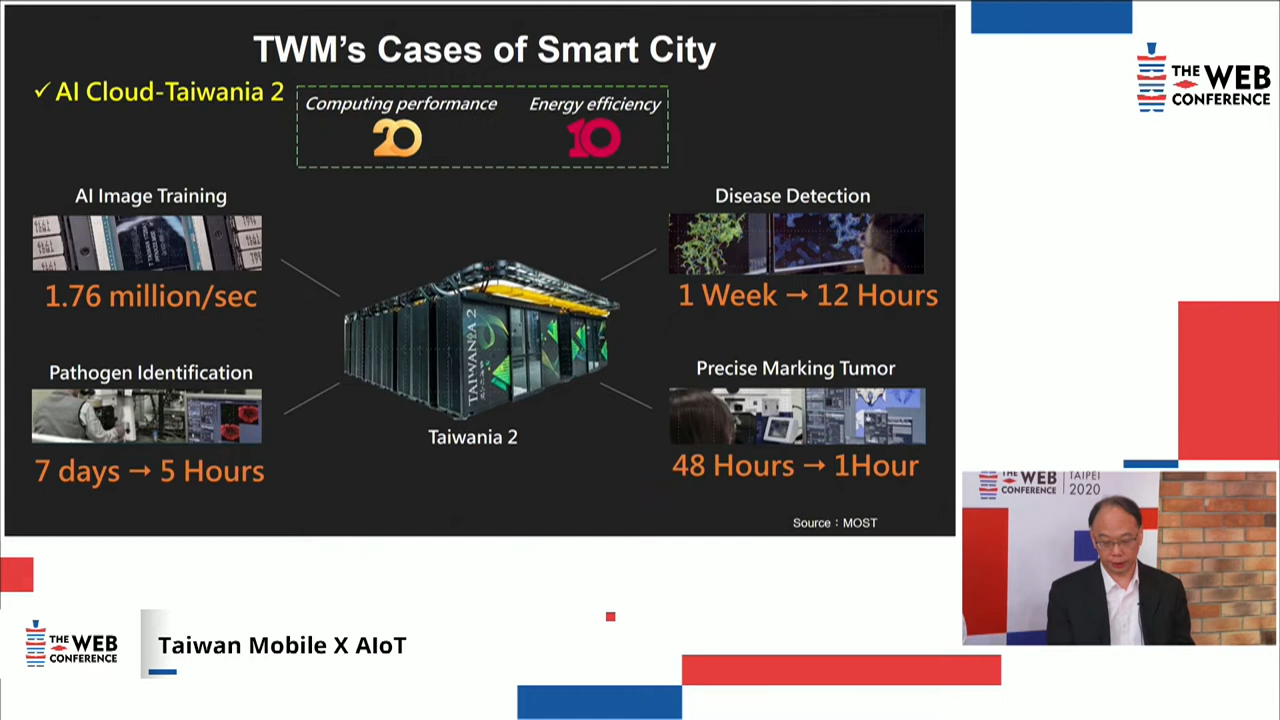 TWM's Cases of Smart City
✓ AI Cloud-Taiwania 2
Computing performance
Energy efficiency
20
10
AI Image Training
1.76 million/sec
Disease Detection
1 Week → 12 Hours
Pathogen Identification
7 days → 5 Hours
Precise Marking Tumor
48 Hours → 1Hour
TAIWANIA 2
Taiwania 2
Source：MOST
THE WEB
CONFERENCE
THE WEB
CONFERENCE
TAIPEI
2020
THE WEB
CONFERENCE
Taiwan Mobile X AIoT